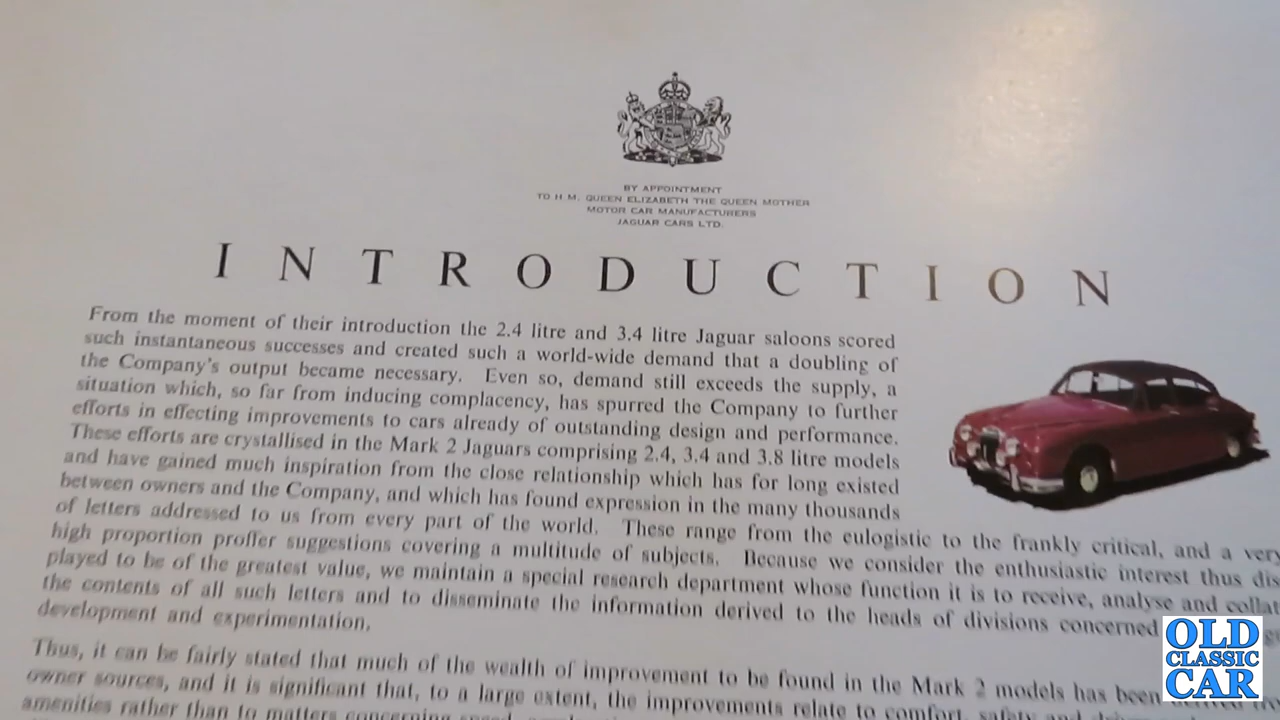 BY APPOINTMENT
TO H M. QUEEN ELIZABETH THE QUEEN MOTHER
MOTOR CAR MANUFACTURERS
JAGUAR CARS LTD.
INTRODUCTION
From the moment of their introduction the 2.4 litre and 3.4 litre Jaguar saloons scored
such instantaneous successes and created such a world-wide demand that a doubling of
the Company's output became necessary. Even so, demand still exceeds the supply, a
situation which, so far from inducing complacency, has spurred the Company to further
efforts in effecting improvements to cars already of outstanding design and performance.
These efforts are crystallised in the Mark 2 Jaguars comprising 2.4, 3.4 and 3.8 litre models
and have gained much inspiration from the close relationship which has for long existed
between owners and the Company, and which has found expression in the many thousands
of letters addressed to us from every part of the world. These range from the eulogistic to the frankly critical, and a very
high proportion proffer suggestions covering a multitude of subjects. Because we consider the enthusiastic interest thus dis
played to be of the greatest value, we maintain a special research department whose function it is to receive, analyse and collat
the contents of all such letters and to disseminate the information derived to the heads of divisions concerned
development and experimentation.
Thus, it can be fairly stated that much of the wealth of improvement to be found in the Mark 2 models has been
owner sources, and it is significant that, to a large extent, the improvements relate to comfort, safety and
amenities rather than to matters concerning speed,
OLD
CLASSIC
CAR